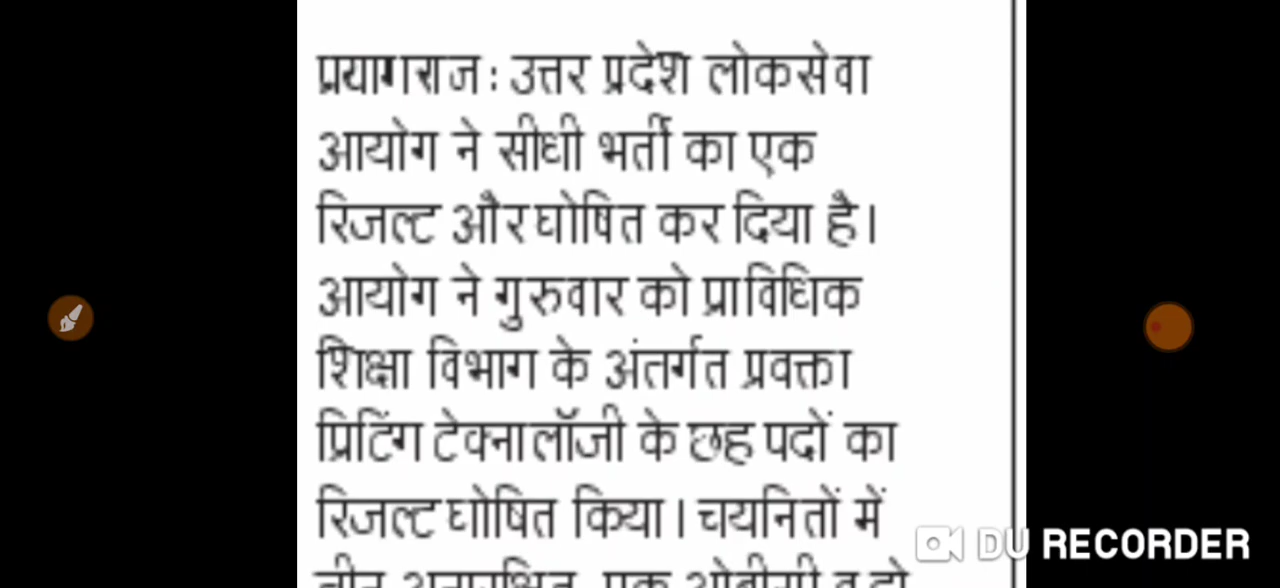 प्रयागराज : उत्तर प्रदेश लोकसेवा
आयोग ने सीधी भर्ती का एक
रिजल्ट और घोषित कर दिया है।
आयोग ने गुरुवार को प्राविधिक
शिक्षा विभाग के अंतर्गत प्रवक्ता
प्रिटिंग टेक्नालॉजी के छह पदों का
रिजल्ट घोषित किया। चयनितों में
DU RECORDER